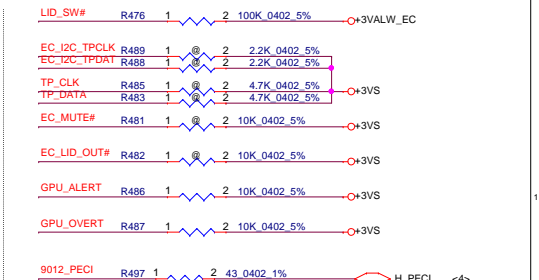 LID_SW# R476 1 2 100K_0402_5% +3VALW_EC
EC_I2C_TPCLK R489 1 @ 2 2.2K_0402_5%
EC_I2C_TPDAT R488 1 @ 2 2.2K_0402_5%
TP_CLK R485 1 @ 2 4.7K_0402_5% +3VS
TP_DATA R483 1 @ 2 4.7K_0402_5%
EC_MUTE# R481 1 @ 2 10K_0402_5% +3VS
EC_LID_OUT# R482 1 @ 2 10K_0402_5% +3VS
GPU_ALERT R486 1 2 10K_0402_5% +3VS
1
GPU_OVERT R487 1 2 10K_0402_5% +3VS
9012_PECI R497 1 2 43_0402_1% H_PECI <4>